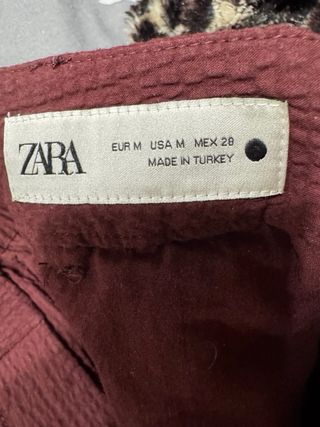 ZARA
EUR M USA M MEX 28
MADE IN TURKEY